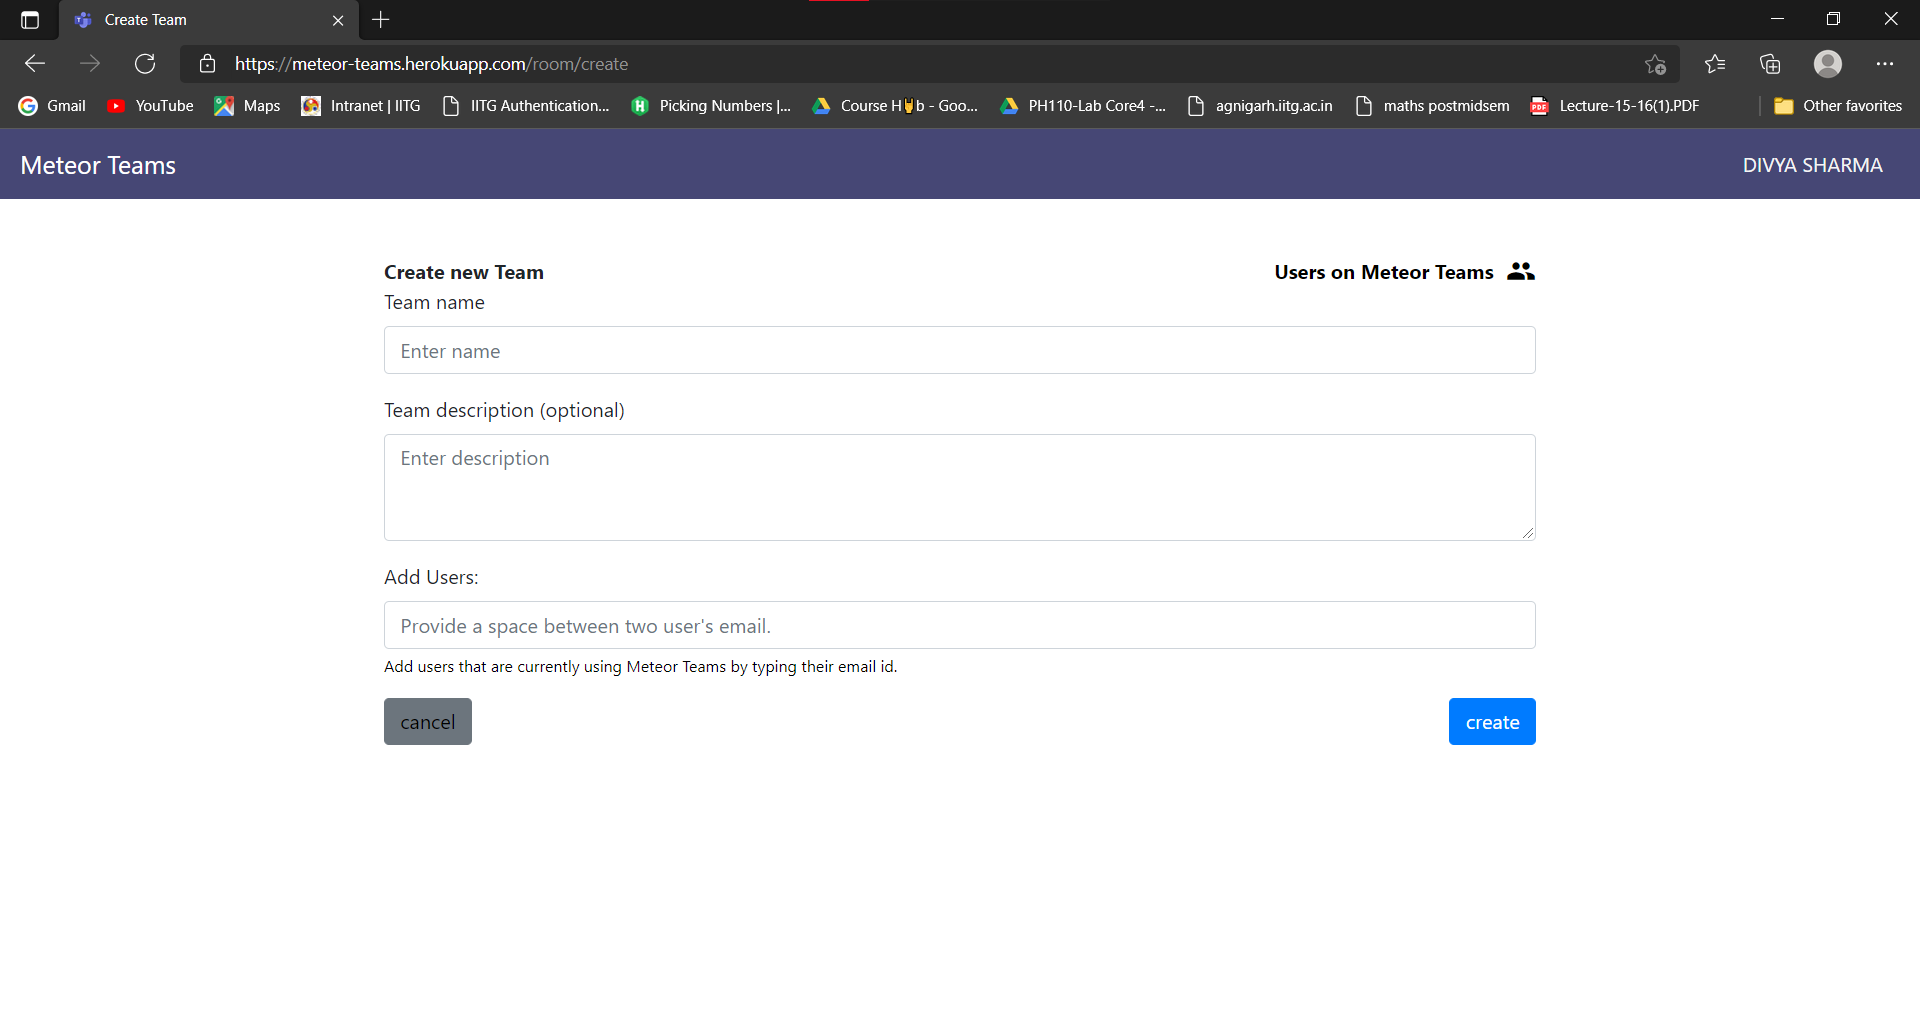 Create Team
https://meteor-teams.herokuapp.com/room/create
Gmail YouTube Maps Intranet | IITG IITG Authentication... Picking Numbers |... Course H b - Goo... PH110-Lab Core4 -... agnigarh.iitg.ac.in maths postmidsem Lecture-15-16(1).PDF Other favorites
Meteor Teams DIVYA SHARMA
Create new Team Users on Meteor Teams
Team name
Enter name
Team description (optional)
Enter description
Add Users:
Provide a space between two user's email.
Add users that are currently using Meteor Teams by typing their email id.
cancel create